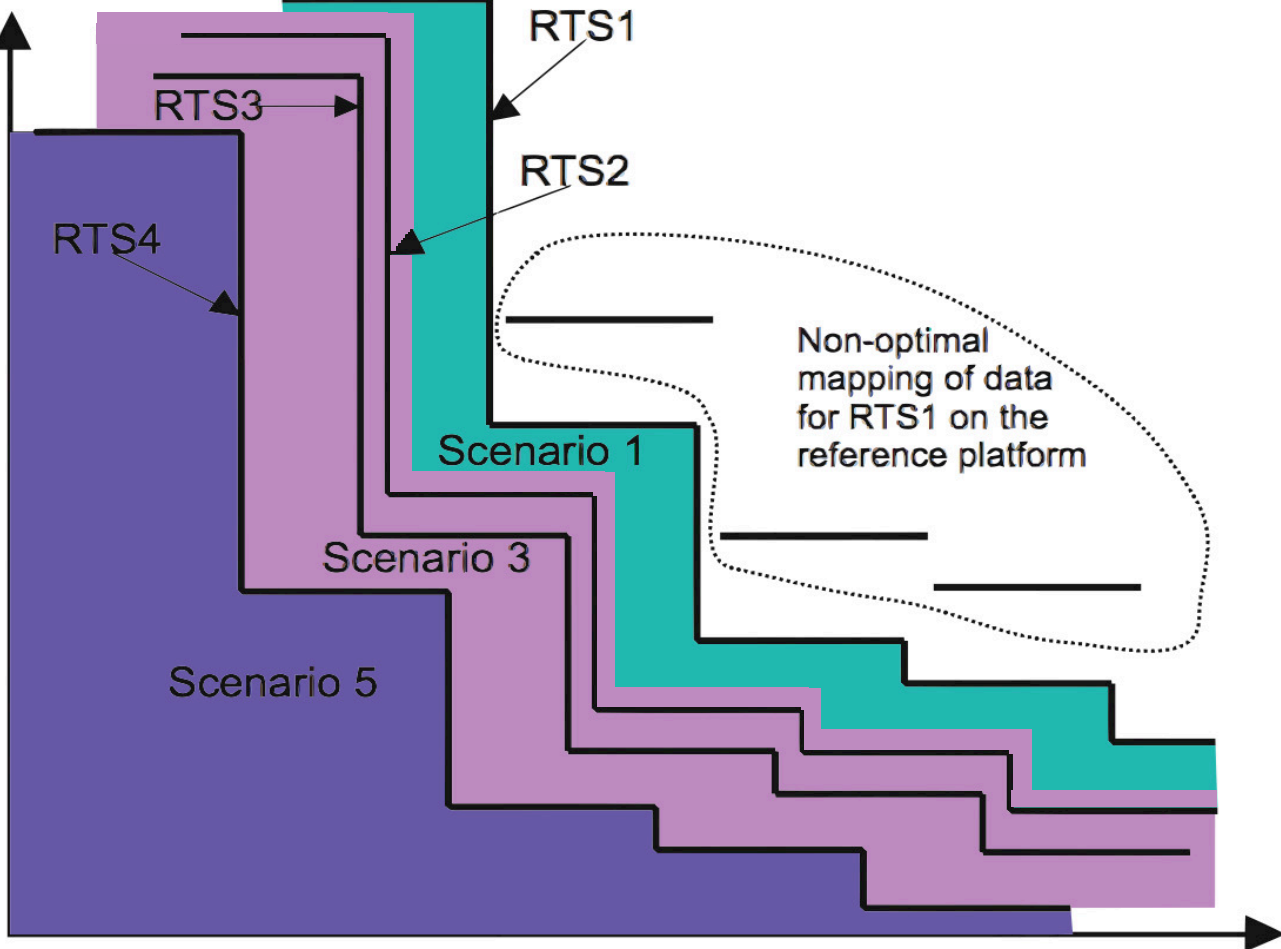 RTS1
RTS3
RTS2
RTS4
Non-optimal
mapping of data
for RTS1 on the
reference platform
Scenario 1
Scenario 3
Scenario 5